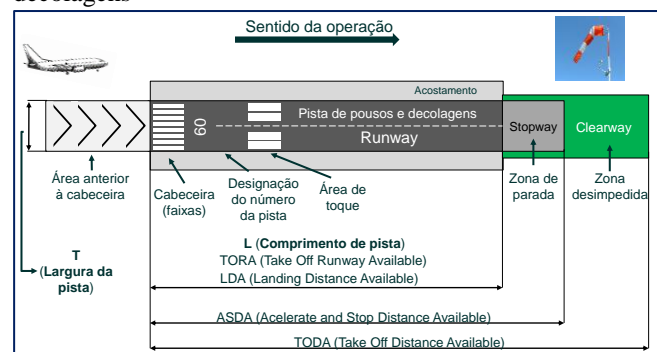 decolagens
Sentido da operação
Acostamento
Pista de pousos e decolagens
Runway
09
Stopway
Clearway
Área anterior
à cabeceira
Cabeceira
(faixas)
Designação
do número
da pista
Área de
toque
Zona de
parada
Zona
desimpedida
T
(Largura da
pista)
L (Comprimento de pista)
TORA (Take Off Runway Available)
LDA (Landing Distance Available)
ASDA (Acelerate and Stop Distance Available)
TODA (Take Off Distance Available)